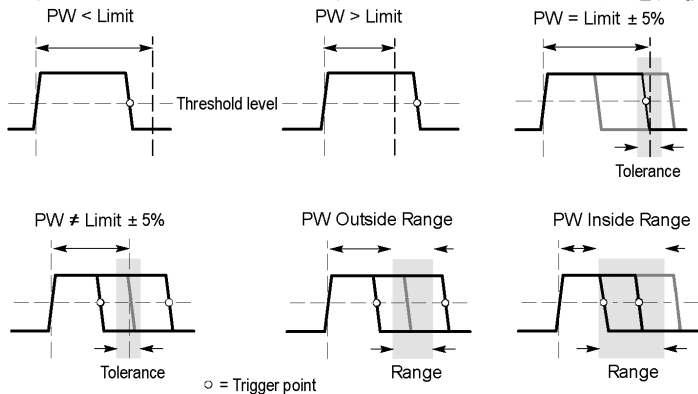 PW < Limit
PW > Limit
PW = Limit ± 5%
Threshold level
Tolerance
PW ≠ Limit ± 5%
PW Outside Range
PW Inside Range
Tolerance
Range
Range
= Trigger point